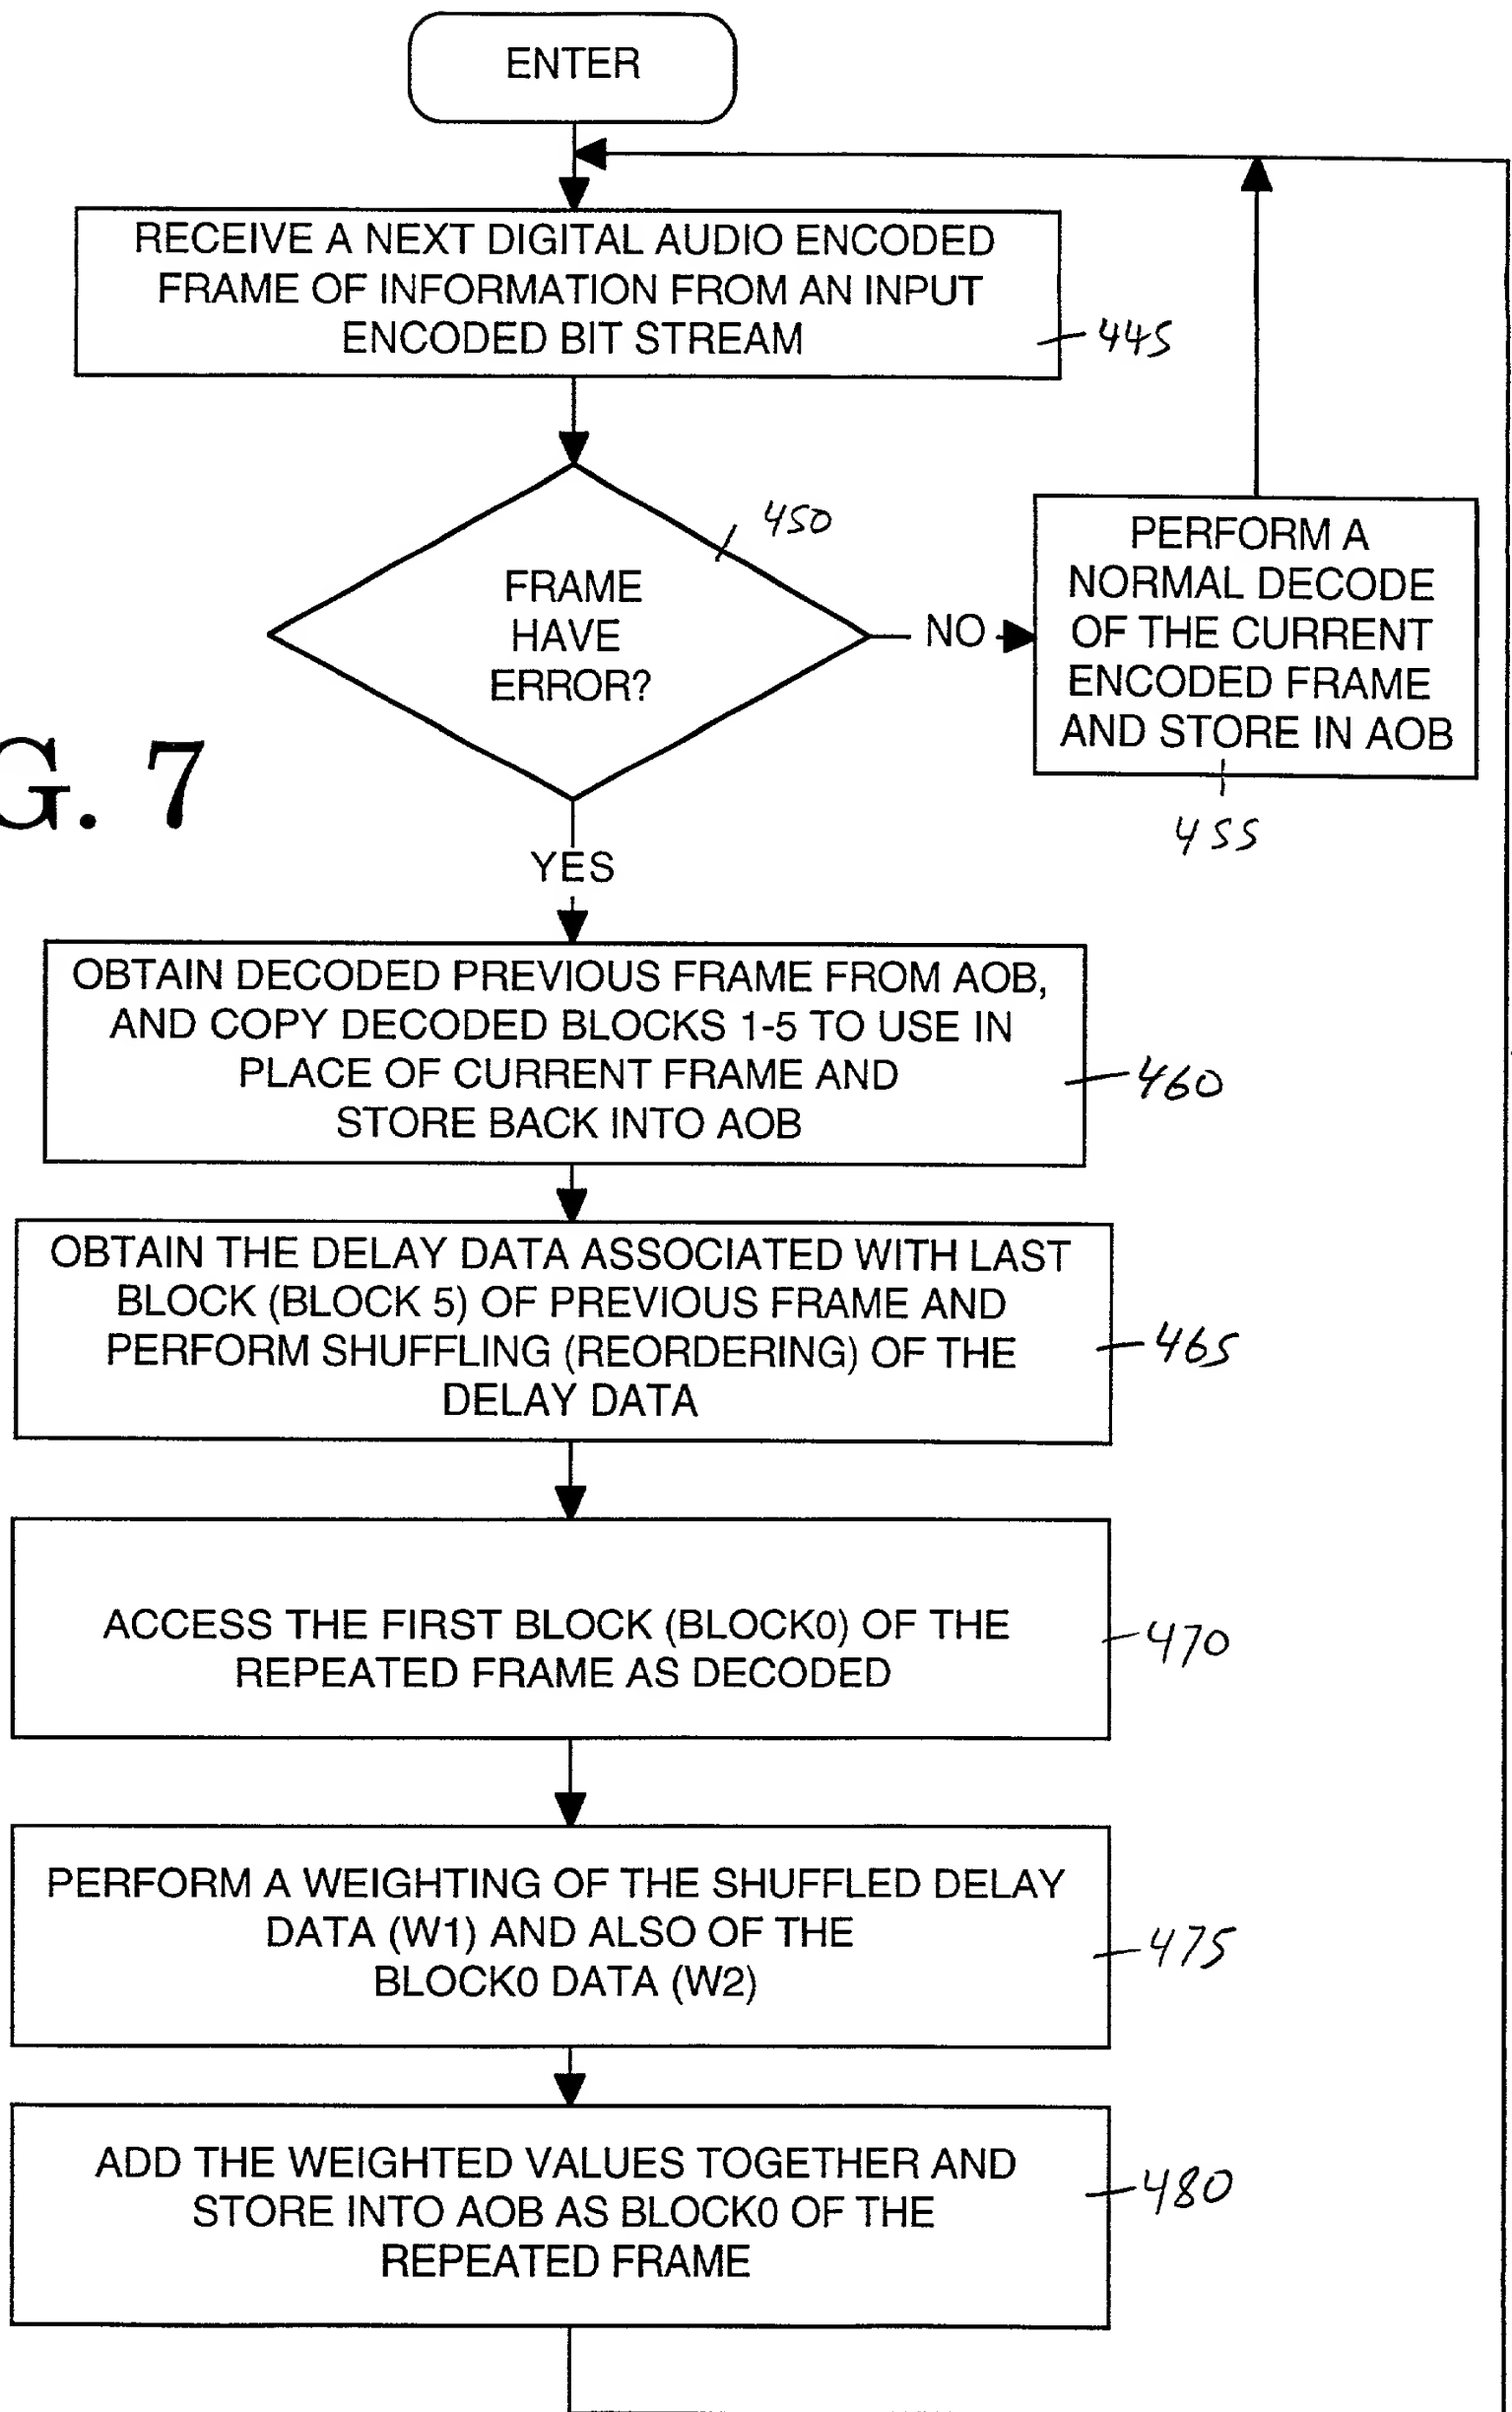 ENTER
RECEIVE A NEXT DIGITAL AUDIO ENCODED
FRAME OF INFORMATION FROM AN INPUT
ENCODED BIT STREAM
445
450
FRAME
HAVE
ERROR?
NO
PERFORM A
NORMAL DECODE
OF THE CURRENT
ENCODED FRAME
AND STORE IN AOB
455
G. 7
YES
OBTAIN DECODED PREVIOUS FRAME FROM AOB,
AND COPY DECODED BLOCKS 1-5 TO USE IN
PLACE OF CURRENT FRAME AND
STORE BACK INTO AOB
460
OBTAIN THE DELAY DATA ASSOCIATED WITH LAST
BLOCK (BLOCK 5) OF PREVIOUS FRAME AND
PERFORM SHUFFLING (REORDERING) OF THE
DELAY DATA
465
ACCESS THE FIRST BLOCK (BLOCK0) OF THE
REPEATED FRAME AS DECODED
470
PERFORM A WEIGHTING OF THE SHUFFLED DELAY
DATA (W1) AND ALSO OF THE
BLOCK0 DATA (W2)
475
ADD THE WEIGHTED VALUES TOGETHER AND
STORE INTO AOB AS BLOCK0 OF THE
REPEATED FRAME
480